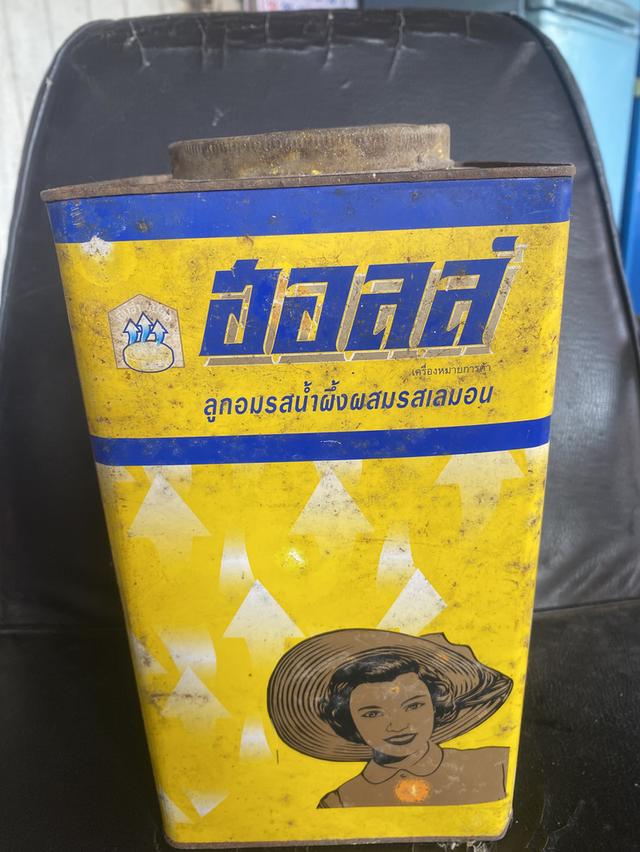 ฮอลล์
เครื่องหมายการค้า
ลูกอมรสน้ำผึ้งผสมรสเลมอน